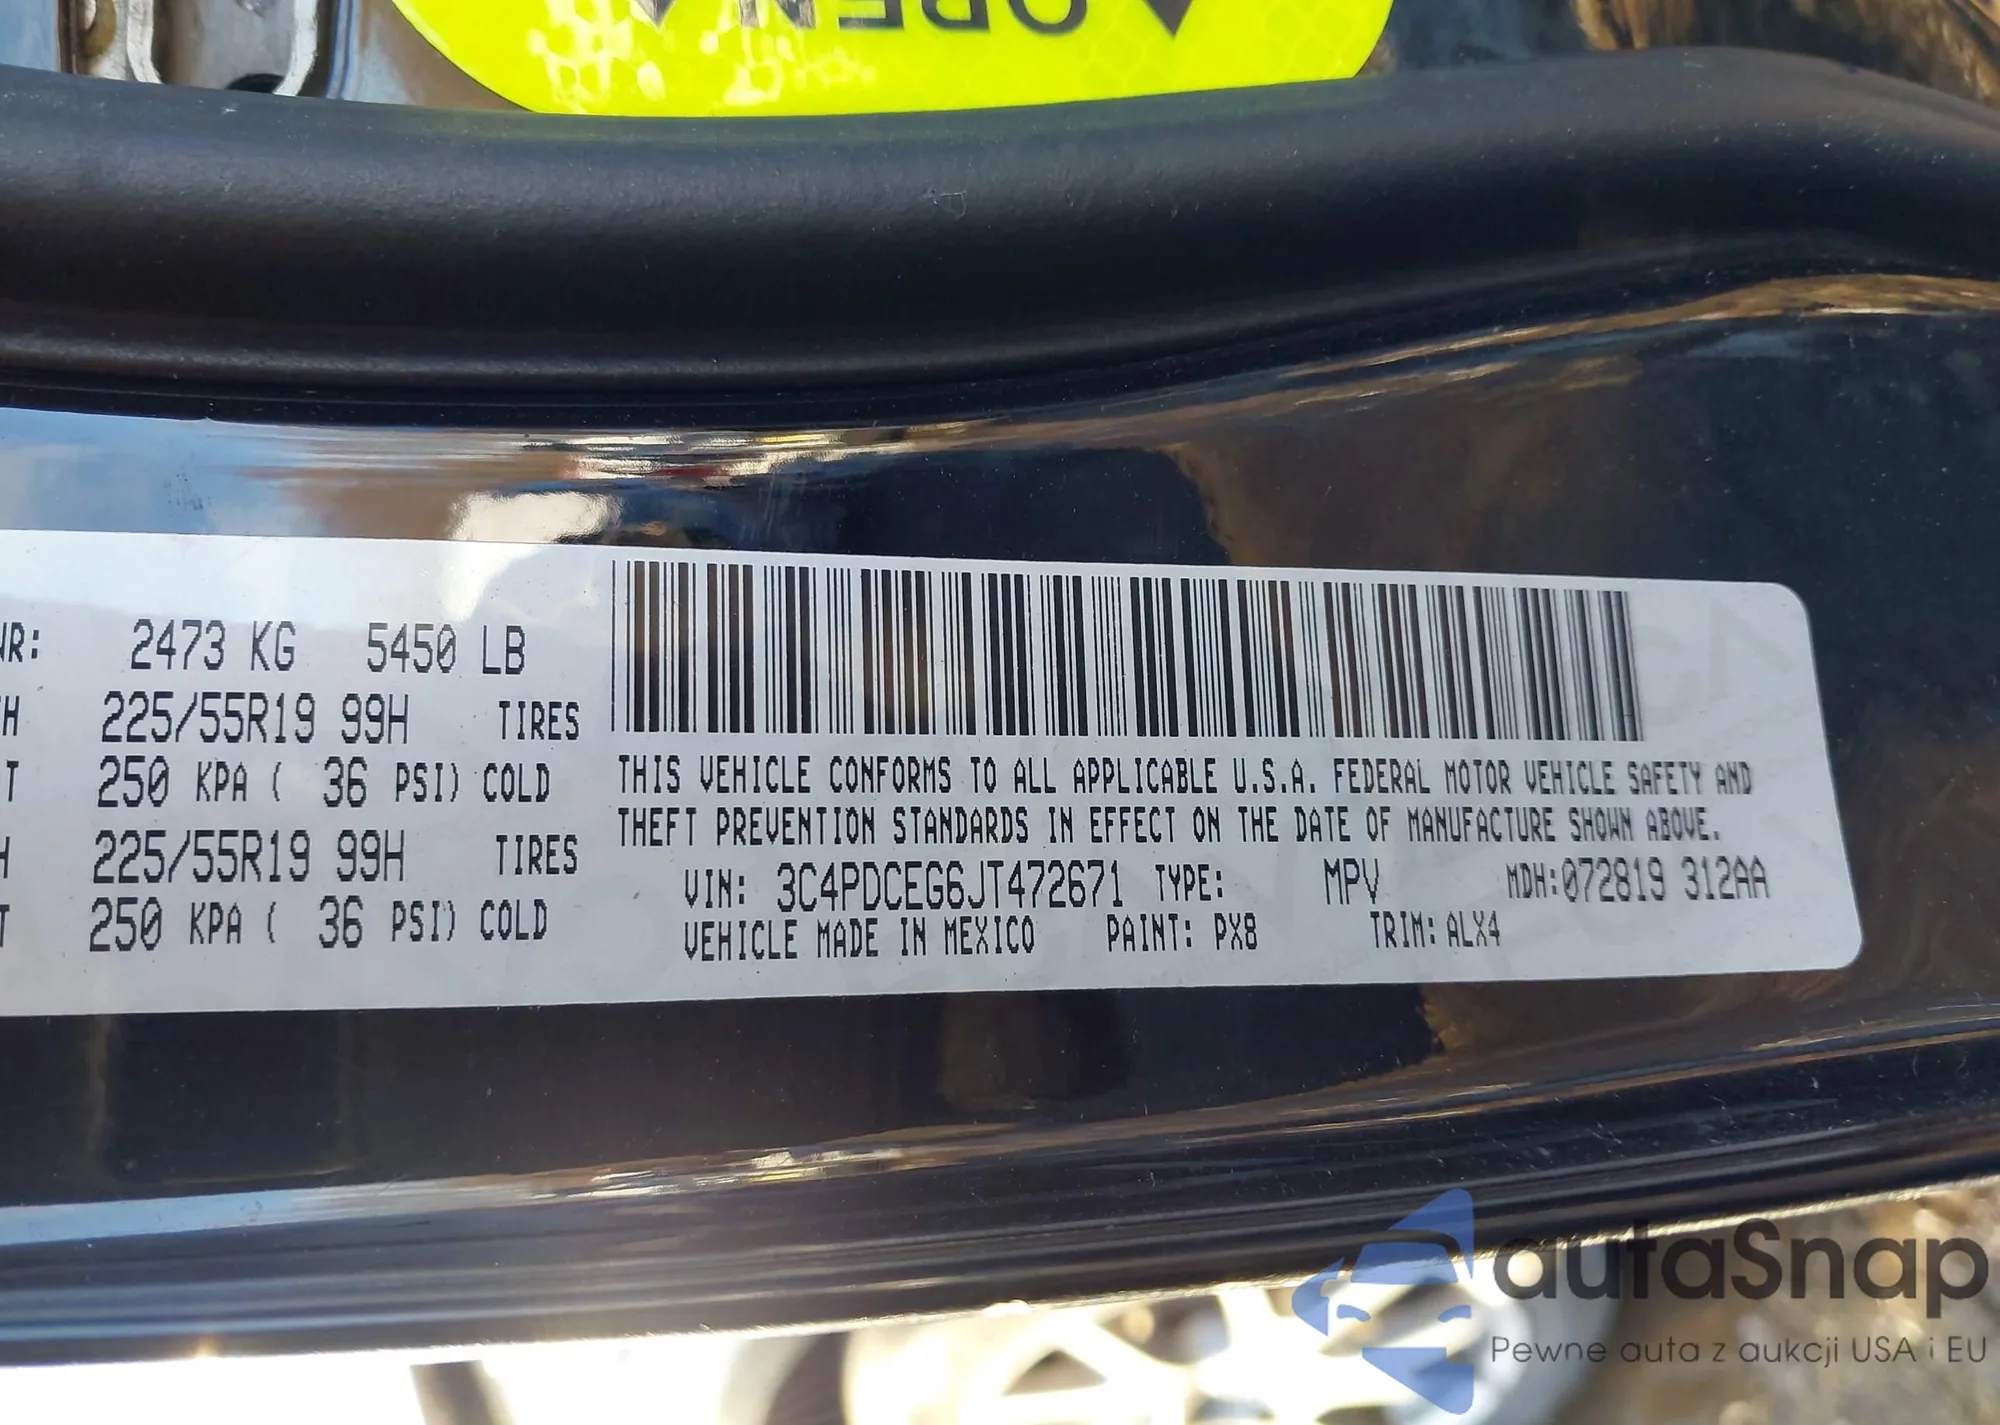 OPEN
WR: 2473 KG 5450 LB
225/55R19 99H TIRES
250 KPA ( 36 PSI) COLD
225/55R19 99H TIRES
250 KPA ( 36 PSI) COLD
THIS VEHICLE CONFORMS TO ALL APPLICABLE U.S.A. FEDERAL MOTOR VEHICLE SAFETY AND
THEFT PREVENTION STANDARDS IN EFFECT ON THE DATE OF MANUFACTURE SHOWN ABOVE.
VIN: 3C4PDCEG6JT472671 TYPE: MPV MDH:072819 312AA
VEHICLE MADE IN MEXICO PAINT: PX8 TRIM: ALX4
autaSnap
Pewne auta z aukcji USA i EU